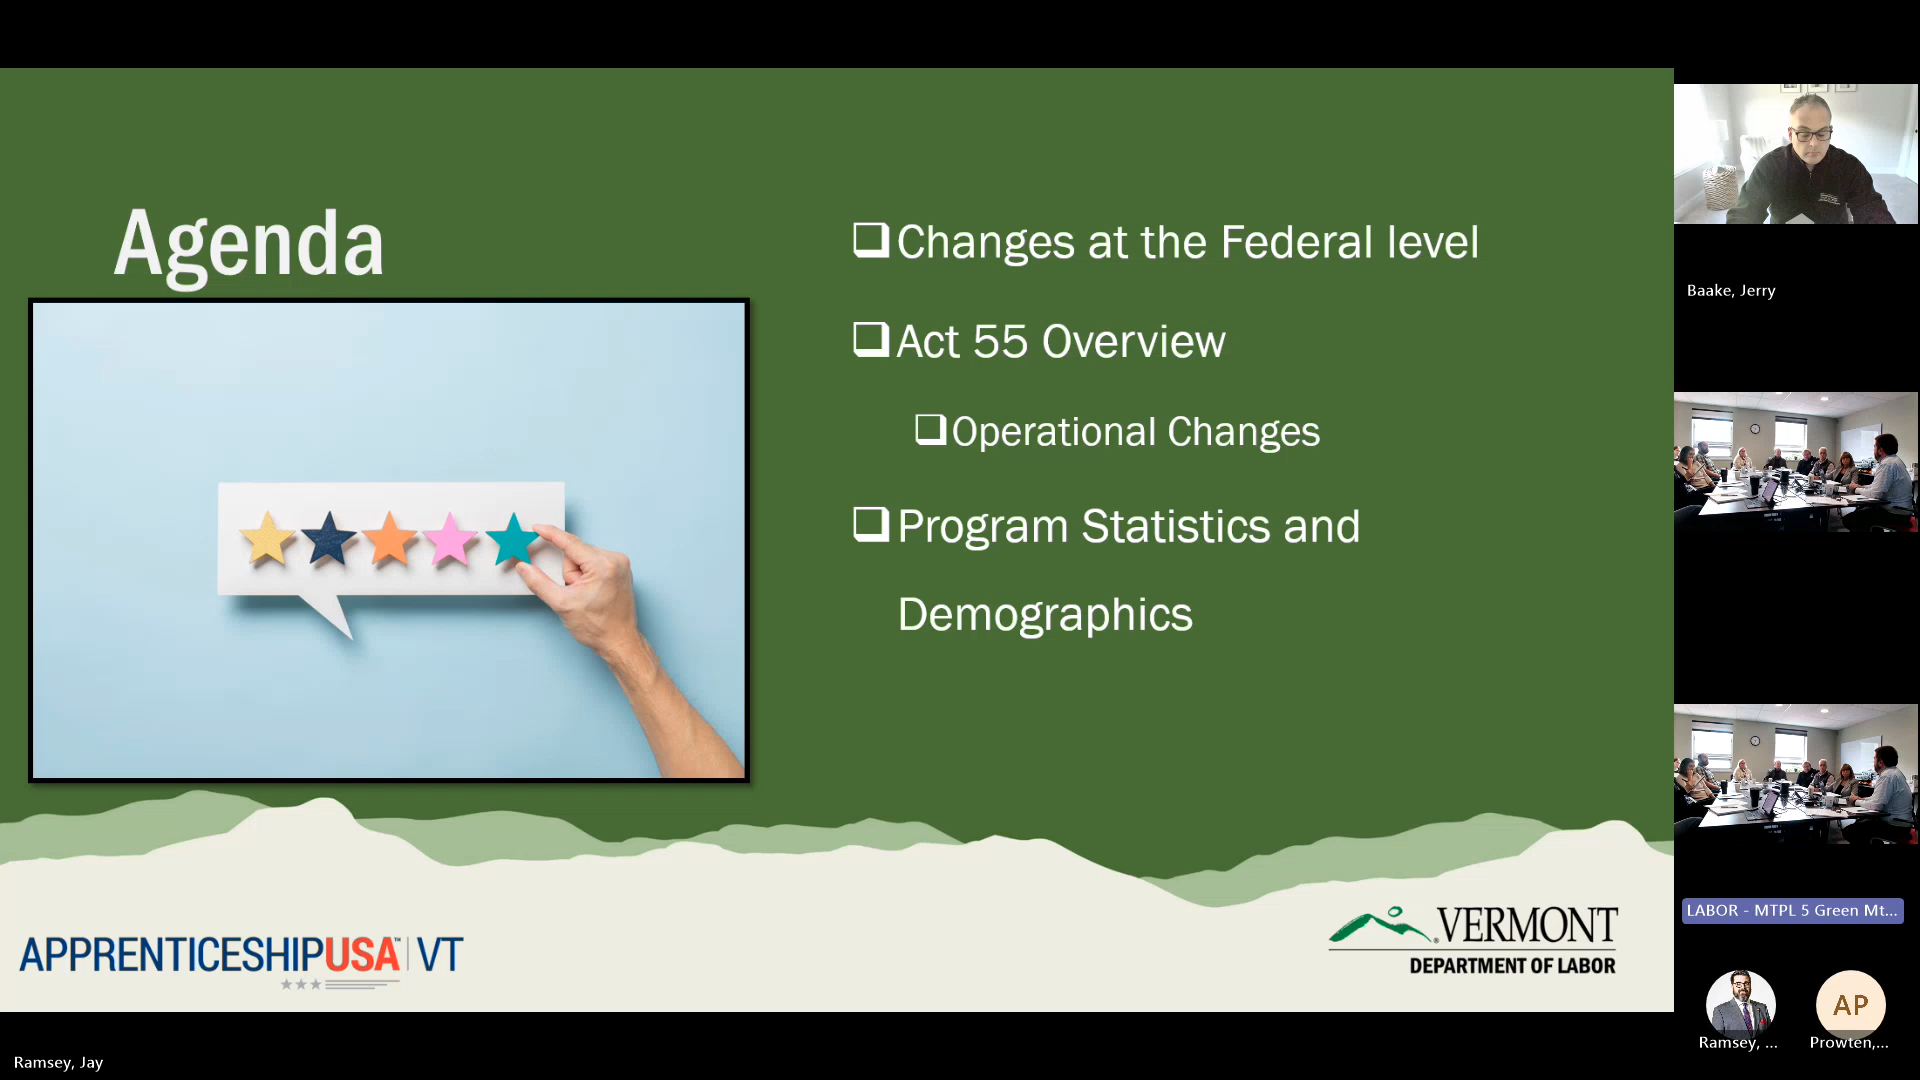 Agenda
Changes at the Federal level
Act 55 Overview
Operational Changes
Program Statistics and
Demographics
APPRENTICESHIPUSA™ VT
VERMONT
DEPARTMENT OF LABOR
Baake, Jerry
LABOR - MTPL 5 Green Mt...
AP
Ramsey, ...
Prowten,...
Ramsey, Jay